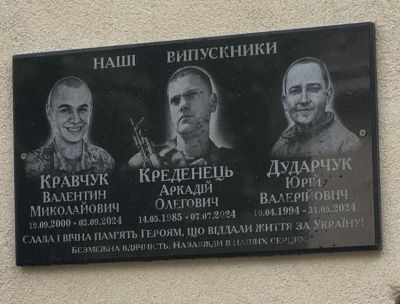 НАШІ ВИПУСКНИКИ
КРАВЧУК
ВАЛЕНТИН
МИКОЛАЙОВИЧ
19.09.2000 - 03.09.2024
КРЕДЕНЕЦЬ
АРКАДІЙ
ОЛЕГОВИЧ
14.05.1985 - 07.07.2024
ДУДАРЧУК
ЮРІЙ
ВАЛЕРІЙОВИЧ
10.04.1994 - 31.05.2024
СЛАВА І ВІЧНА ПАМ'ЯТЬ ГЕРОЯМ, ЩО ВІДДАЛИ ЖИТТЯ ЗА УКРАЇНУ!
БЕЗМЕЖНА ВДЯЧНІСТЬ. НАЗАВЖДИ В НАШИХ СЕРЦЯХ.